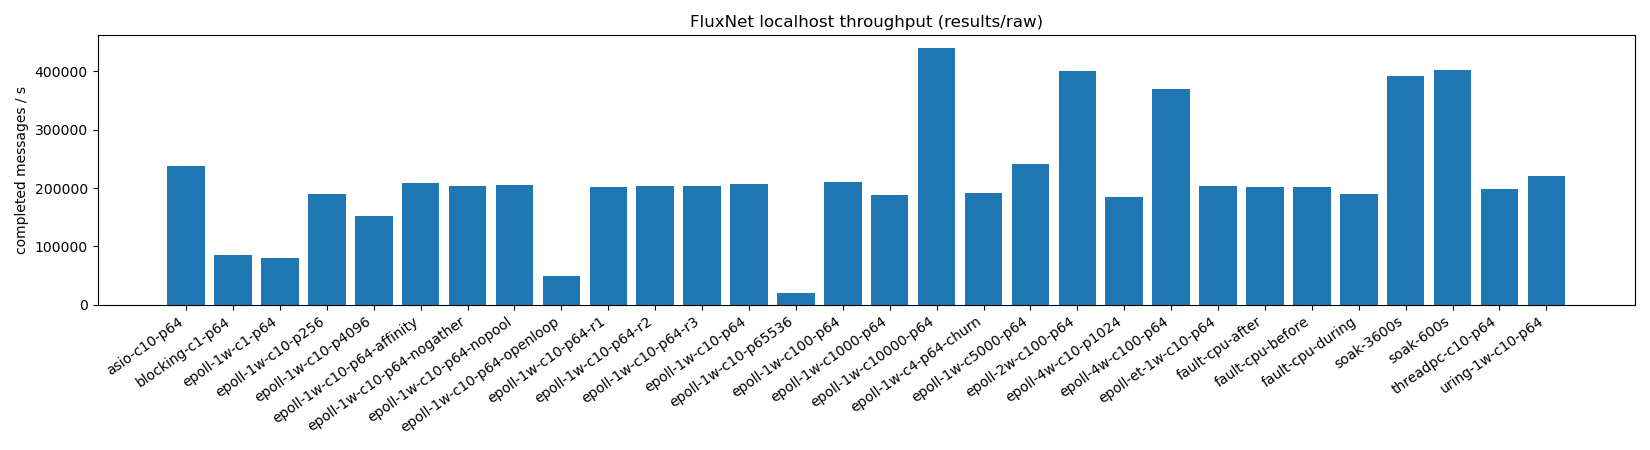 FluxNet localhost throughput (results/raw)
completed messages / s
400000
300000
200000
100000
0
asio-c10-p64
blocking-c1-p64
epoll-1w-c1-p64
epoll-1w-c10-p256
epoll-1w-c10-p4096
epoll-1w-c10-p64-affinity
epoll-1w-c10-p64-nogather
epoll-1w-c10-p64-nopool
epoll-1w-c10-p64-openloop
epoll-1w-c10-p64-r1
epoll-1w-c10-p64-r2
epoll-1w-c10-p64-r3
epoll-1w-c10-p64
epoll-1w-c10-p65536
epoll-1w-c100-p64
epoll-1w-c1000-p64
epoll-1w-c10000-p64
epoll-1w-c4-p64-churn
epoll-1w-c5000-p64
epoll-2w-c100-p64
epoll-4w-c10-p1024
epoll-4w-c100-p64
epoll-et-1w-c10-p64
fault-cpu-after
fault-cpu-before
fault-cpu-during
soak-3600s
soak-600s
threadpc-c10-p64
uring-1w-c10-p64